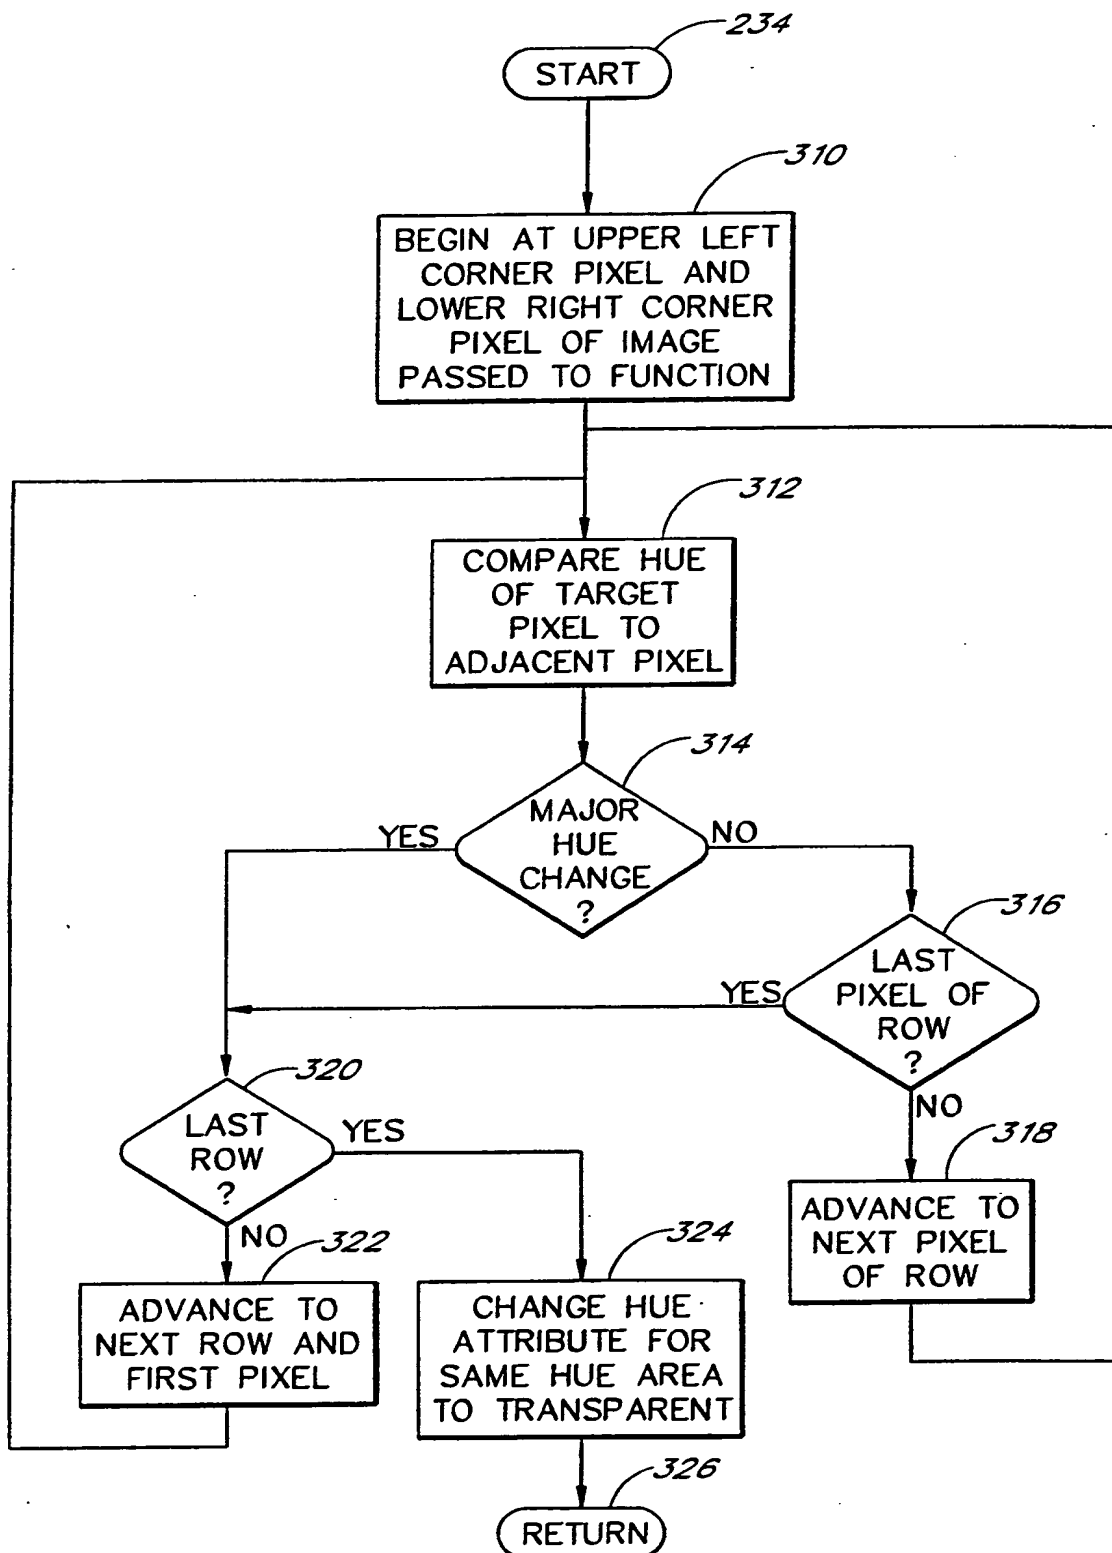 234
START
310
BEGIN AT UPPER LEFT
CORNER PIXEL AND
LOWER RIGHT CORNER
PIXEL OF IMAGE
PASSED TO FUNCTION
312
COMPARE HUE
OF TARGET
PIXEL TO
ADJACENT PIXEL
314
MAJOR
HUE
CHANGE
?
YES
NO
316
LAST
PIXEL OF
ROW
?
YES
NO
320
LAST
ROW
?
YES
NO
318
ADVANCE TO
NEXT PIXEL
OF ROW
322
ADVANCE TO
NEXT ROW AND
FIRST PIXEL
324
CHANGE HUE
ATTRIBUTE FOR
SAME HUE AREA
TO TRANSPARENT
326
RETURN